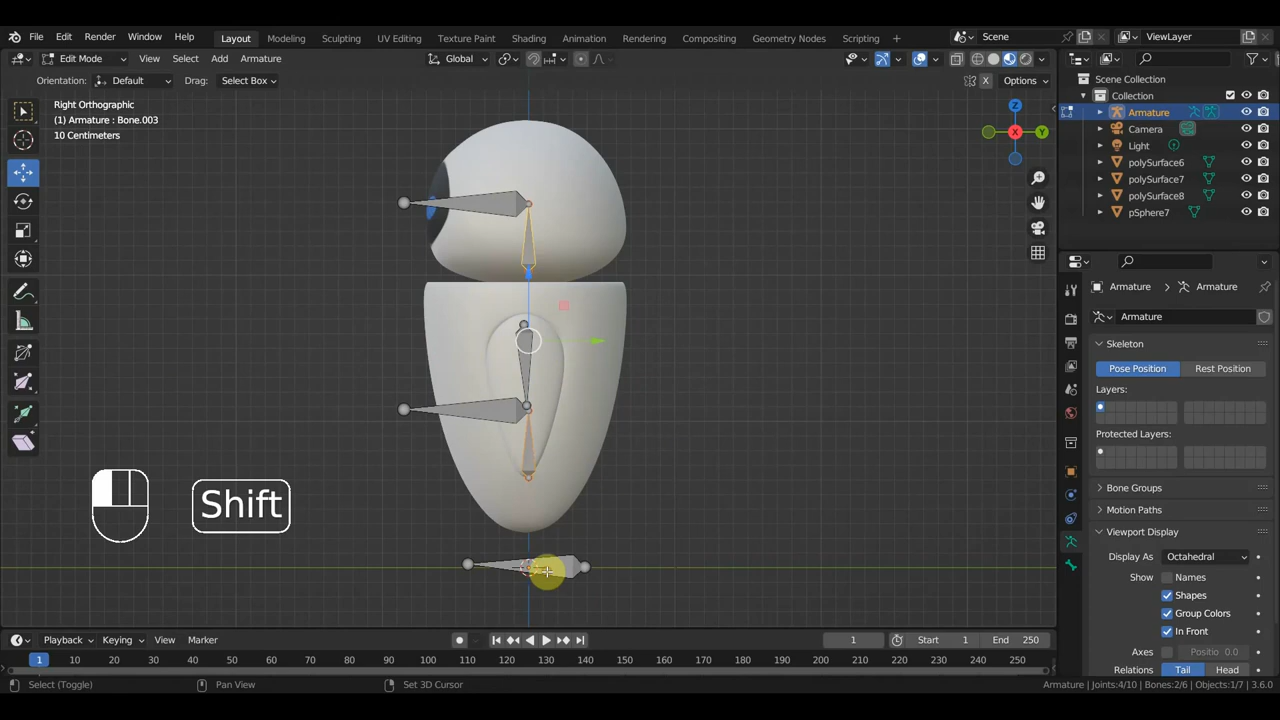 File Edit Render Window Help Layout Modeling Sculpting UV Editing Texture Paint Shading Animation Rendering Compositing Geometry Nodes Scripting + Scene ViewLayer
Edit Mode View Select Add Armature Global
Orientation: Default Drag: Select Box X Options
Right Orthographic
(1) Armature : Bone.003
10 Centimeters
Z
X
Y
Scene Collection
Collection
Armature
Camera
Light
polySurface6
polySurface7
polySurface8
pSphere7
Armature > Armature
Armature
Skeleton
Pose Position Rest Position
Layers:
Protected Layers:
Bone Groups
Motion Paths
Viewport Display
Display As Octahedral
Show Names
Shapes
Group Colors
In Front
Axes Positio 0.0
Relations Tail Head
Shift
Playback Keying View Marker 1 Start 1 End 250
1 10 20 30 40 50 60 70 80 90 100 110 120 130 140 150 160 170 180 190 200 210 220 230 240 250
Select (Toggle) Pan View Set 3D Cursor Armature | Joints:4/10 | Bones:2/6 | Objects:1/7 | 3.6.0